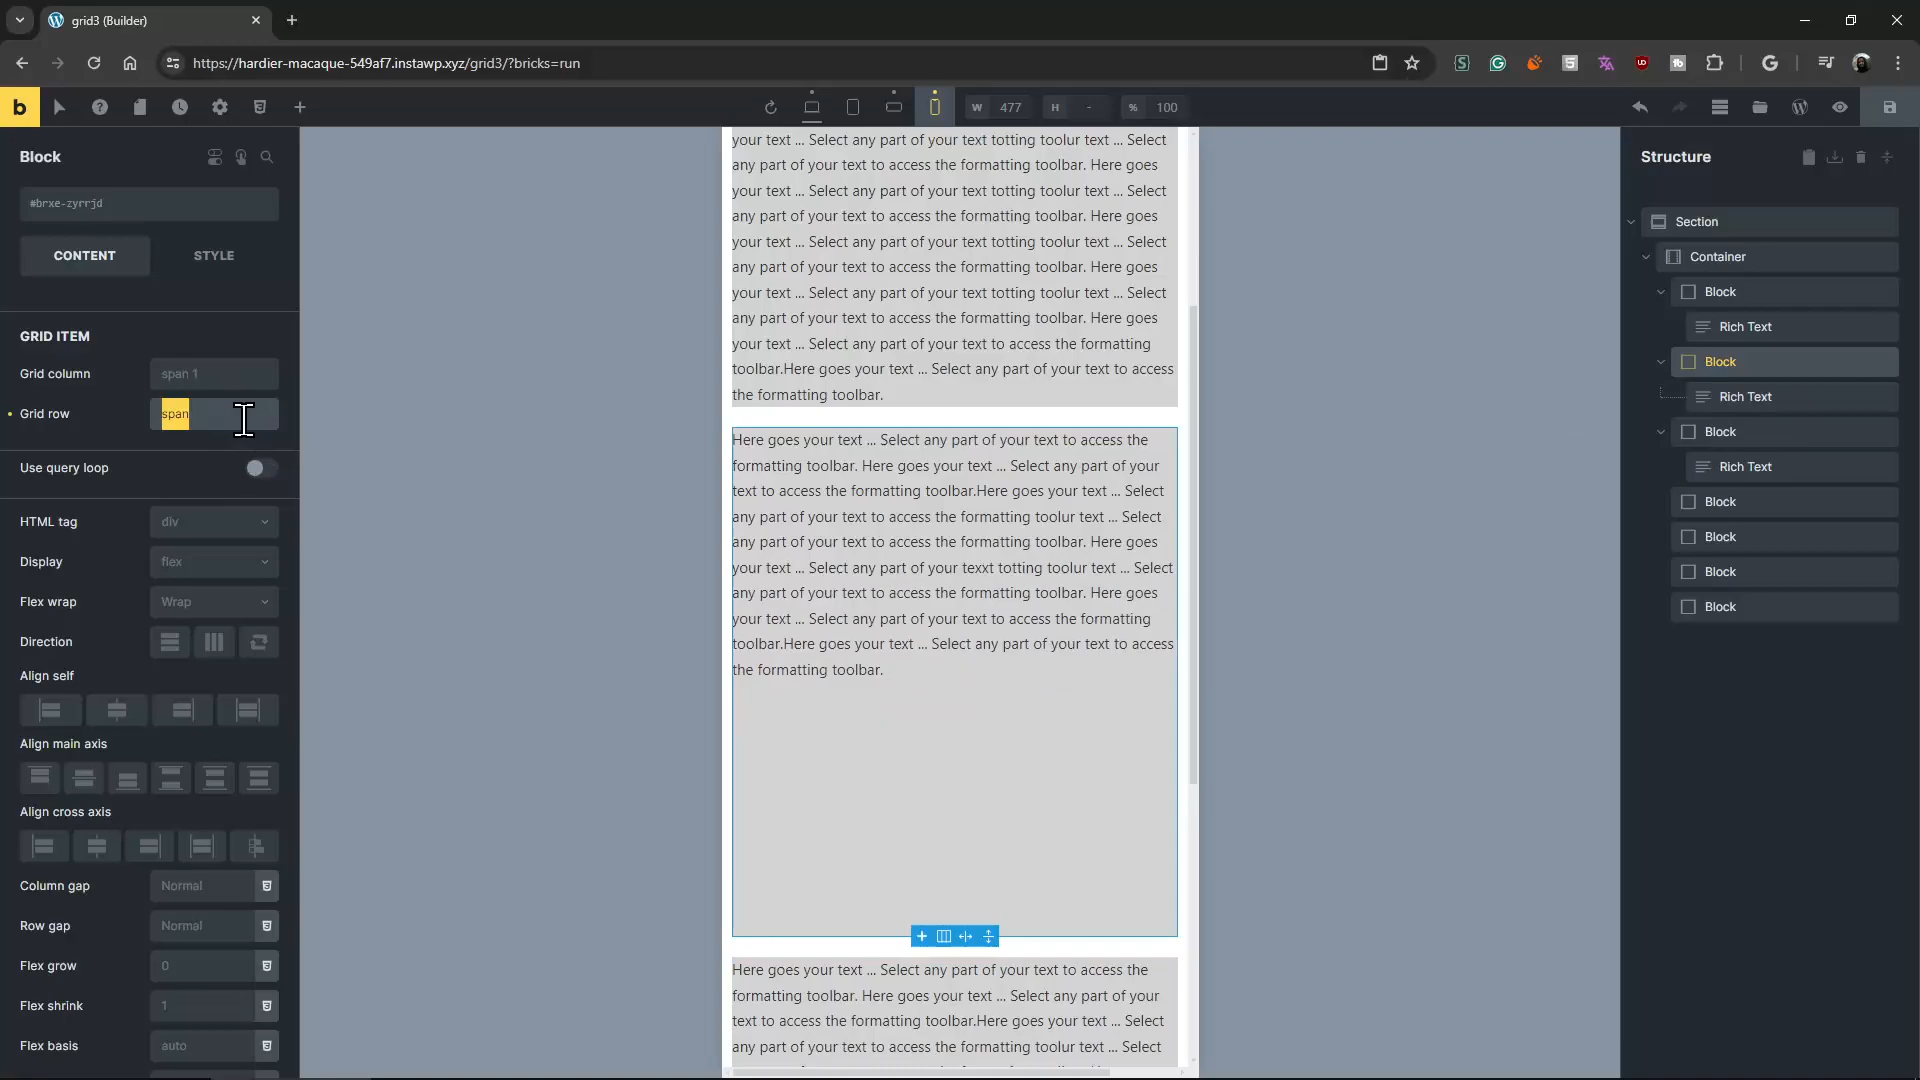 grid3 (Builder)
https://hardier-macaque-549af7.instawp.xyz/grid3/?bricks=run
b
W 477 H - % 100
Block
#brxe-zyrrjd
CONTENT STYLE
GRID ITEM
Grid column span 1
Grid row span
Use query loop
HTML tag div
Display flex
Flex wrap Wrap
Direction
Align self
Align main axis
Align cross axis
Column gap Normal
Row gap Normal
Flex grow 0
Flex shrink 1
Flex basis auto
your text ... Select any part of your text totting toolur text ... Select
any part of your text to access the formatting toolbar. Here goes
your text ... Select any part of your text totting toolur text ... Select
any part of your text to access the formatting toolbar. Here goes
your text ... Select any part of your text totting toolur text ... Select
any part of your text to access the formatting toolbar. Here goes
your text ... Select any part of your text totting toolur text ... Select
any part of your text to access the formatting toolbar. Here goes
your text ... Select any part of your text to access the formatting
toolbar.Here goes your text ... Select any part of your text to access
the formatting toolbar.
Here goes your text ... Select any part of your text to access the
formatting toolbar. Here goes your text ... Select any part of your
text to access the formatting toolbar.Here goes your text ... Select
any part of your text to access the formatting toolur text ... Select
any part of your text to access the formatting toolbar. Here goes
your text ... Select any part of your texxt totting toolur text ... Select
any part of your text to access the formatting toolbar. Here goes
your text ... Select any part of your text to access the formatting
toolbar.Here goes your text ... Select any part of your text to access
the formatting toolbar.
Here goes your text ... Select any part of your text to access the
formatting toolbar. Here goes your text ... Select any part of your
text to access the formatting toolbar.Here goes your text ... Select
any part of your text to access the formatting toolur text ... Select
Structure
Section
Container
Block
Rich Text
Block
Rich Text
Block
Rich Text
Block
Block
Block
Block